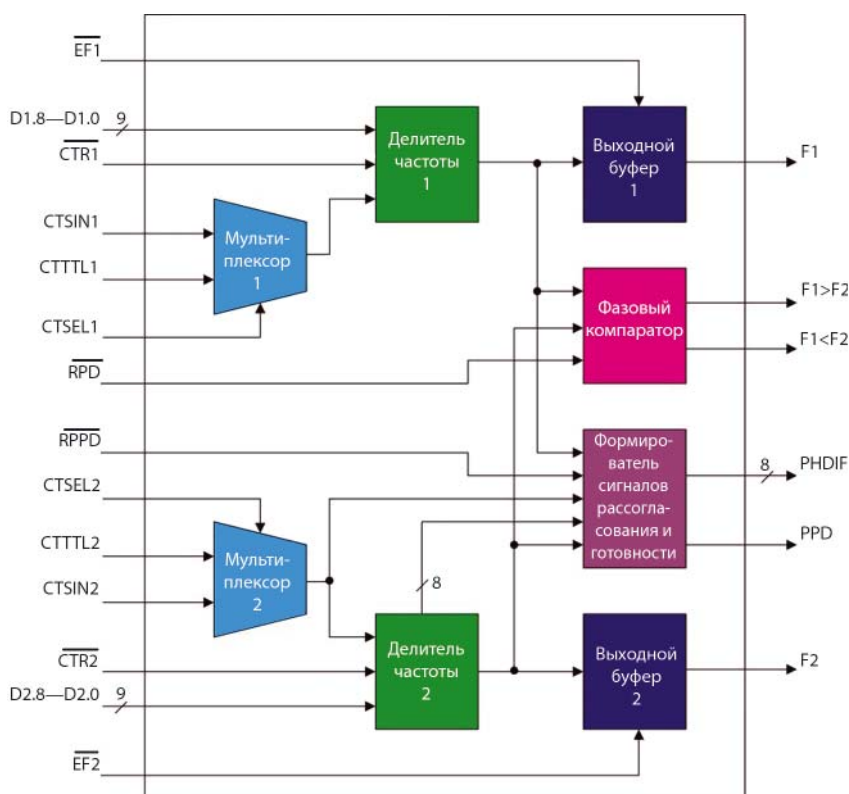 EF1
D1.8—D1.0
9
CTR1
CTSIN1
CTTTL1
CTSEL1
RPD
RPPD
CTSEL2
CTTTL2
CTSIN2
CTR2
D2.8—D2.0
9
EF2
Мульти-
плексор
1
Мульти-
плексор
2
Делитель
частоты
1
8
Делитель
частоты
2
Выходной
буфер
1
Фазовый
компаратор
Формиро-
ватель
сигналов
рассогла-
сования и
готовности
Выходной
буфер
2
F1
F1>F2
F1<F2
8
PHDIF
PPD
F2